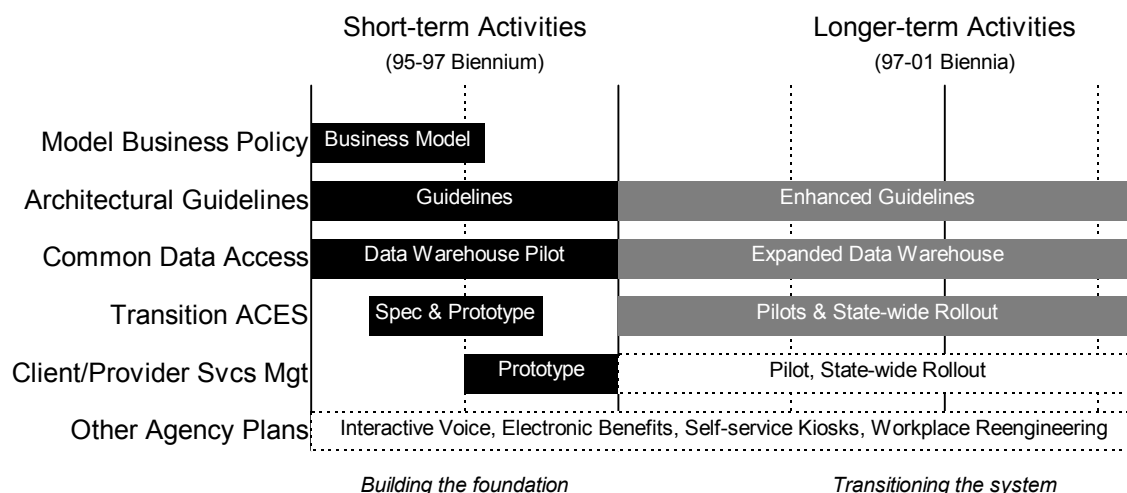 Short-term Activities
Longer-term Activities
(95-97 Biennium)
(97-01 Biennia)
Model Business Policy
Business Model
Architectural Guidelines
Guidelines
Enhanced Guidelines
Common Data Access
Data Warehouse Pilot
Expanded Data Warehouse
Transition ACES
Spec & Prototype
Pilots & State-wide Rollout
Client/Provider Svcs Mgt
Prototype
Pilot, State-wide Rollout
Other Agency Plans
Interactive Voice, Electronic Benefits, Self-service Kiosks, Workplace Reengineering
Building the foundation
Transitioning the system